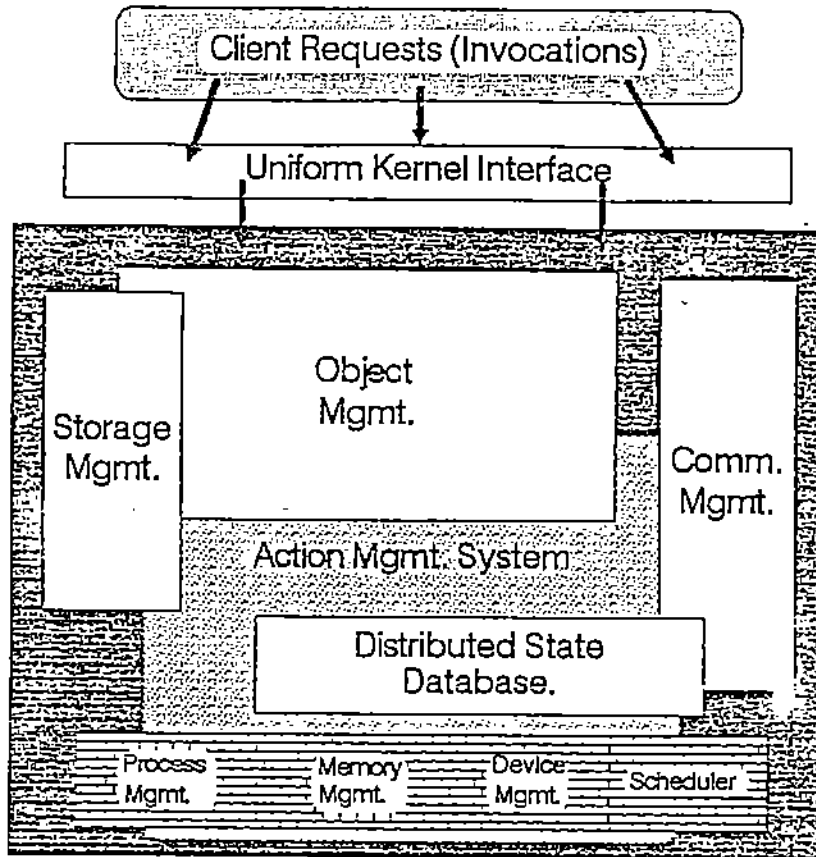 Client Requests (Invocations)
Uniform Kernel Interface
Object
Mgmt.
Storage
Mgmt.
Comm.
Mgmt.
Action Mgmt. System
Distributed State
Database.
Process
Mgmt.
Memory
Mgmt.
Device
Mgmt.
Scheduler